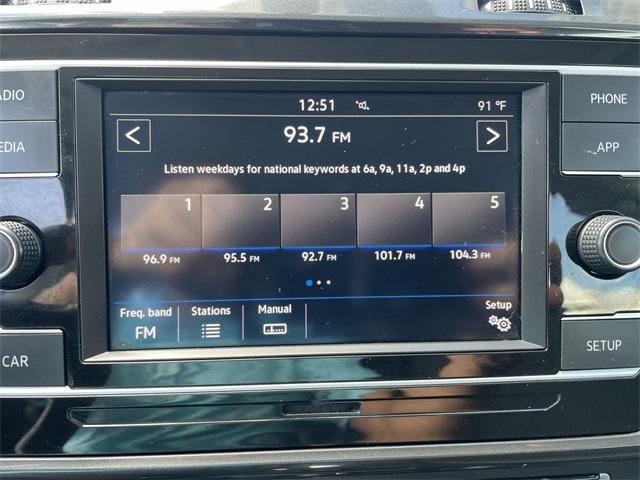 12:51 91 °F
ADIO PHONE
93.7 FM
EDIA APP
Listen weekdays for national keywords at 6a, 9a, 11a, 2p and 4p
1 2 3 4 5
96.9 FM 95.5 FM 92.7 FM 101.7 FM 104.3 FM
Freq. band Stations Manual Setup
FM
CAR SETUP